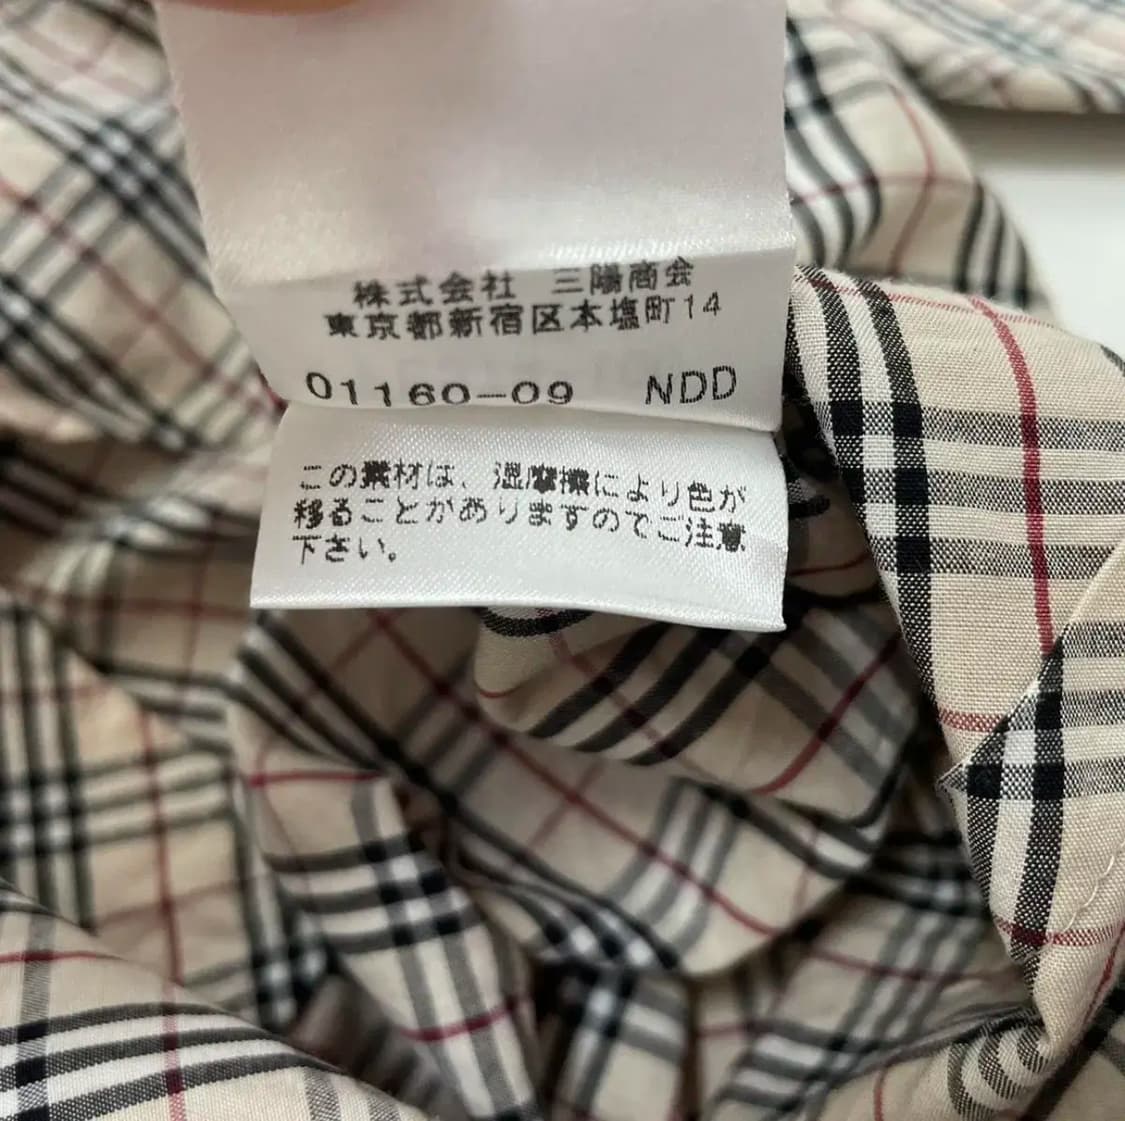 株式会社 三陽商会
東京都新宿区本塩町14
01160-09 NDD
この素材は、湿摩擦により色が
移ることがありますのでご注意
下さい。